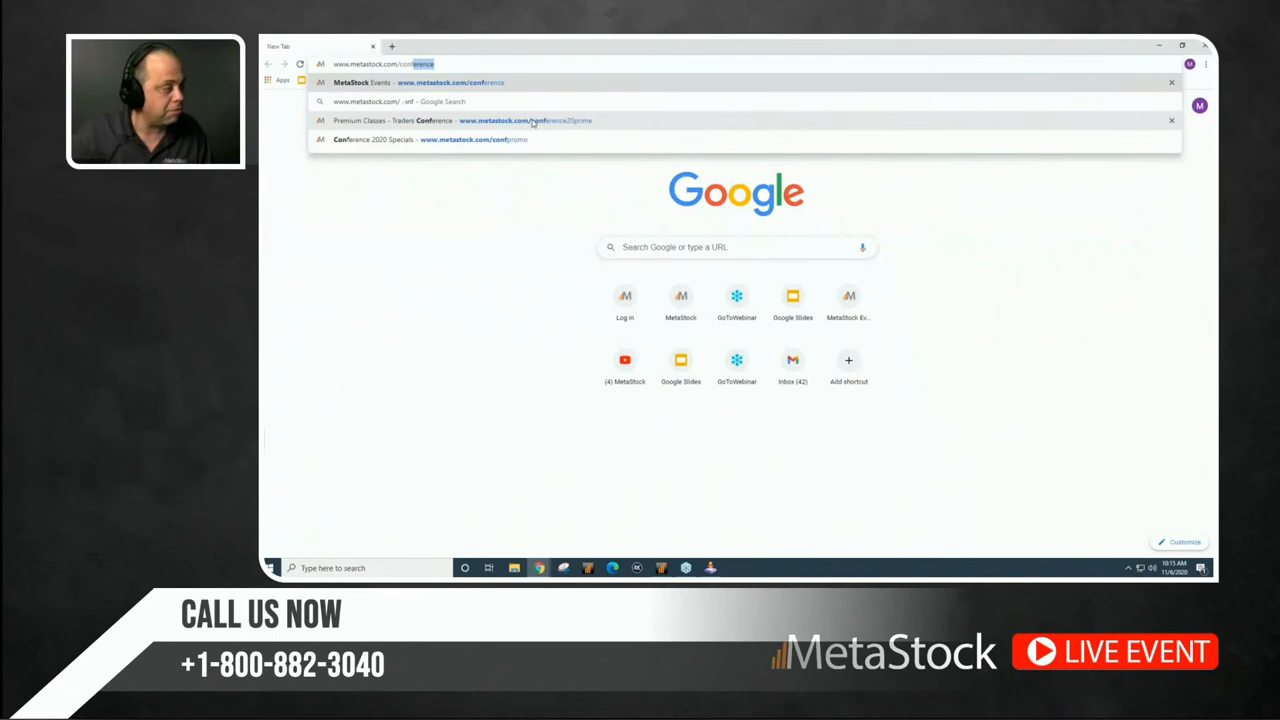 New Tab
www.metastock.com/conference
Apps
MetaStock Events - www.metastock.com/conference
www.metastock.com/ conf - Google Search
Premium Classes - Traders Conference - www.metastock.com/conference20prime
Conference 2020 Specials - www.metastock.com/confpromo
M
M
Google
Search Google or type a URL
Log in
MetaStock
GoToWebinar
Google Slides
MetaStock Ev...
(4) MetaStock
Google Slides
GoToWebinar
Inbox (42)
Add shortcut
Customize
Type here to search
10:15 AM
11/6/2020
CALL US NOW
+1-800-882-3040
MetaStock
LIVE EVENT